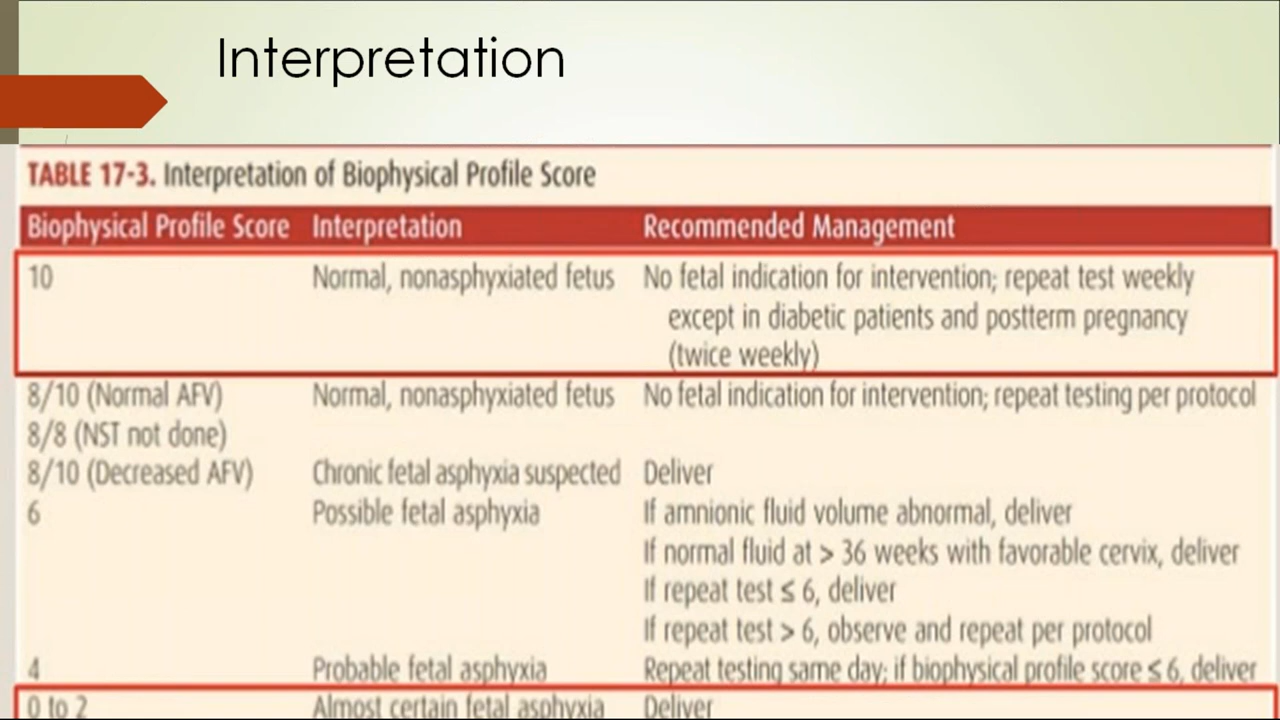 Interpretation
TABLE 17-3. Interpretation of Biophysical Profile Score
Biophysical Profile Score Interpretation Recommended Management
10 Normal, nonasphyxiated fetus No fetal indication for intervention; repeat test weekly
except in diabetic patients and postterm pregnancy
(twice weekly)
8/10 (Normal AFV) Normal, nonasphyxiated fetus No fetal indication for intervention; repeat testing per protocol
8/8 (NST not done)
8/10 (Decreased AFV) Chronic fetal asphyxia suspected Deliver
6 Possible fetal asphyxia If amnionic fluid volume abnormal, deliver
If normal fluid at > 36 weeks with favorable cervix, deliver
If repeat test ≤ 6, deliver
If repeat test > 6, observe and repeat per protocol
4 Probable fetal asphyxia Repeat testing same day; if biophysical profile score ≤ 6, deliver
0 to 2 Almost certain fetal asphyxia Deliver